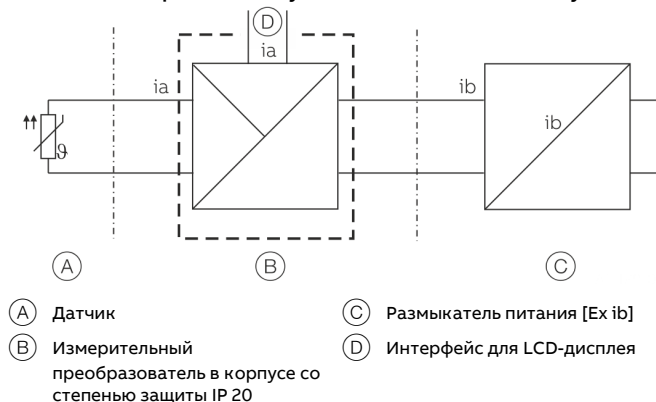 D
ia
ia
ib
ib
ϑ
A
B
C
A Датчик
B Измерительный
преобразователь в корпусе со
степенью защиты IP 20
C Размыкатель питания [Ex ib]
D Интерфейс для LCD-дисплея